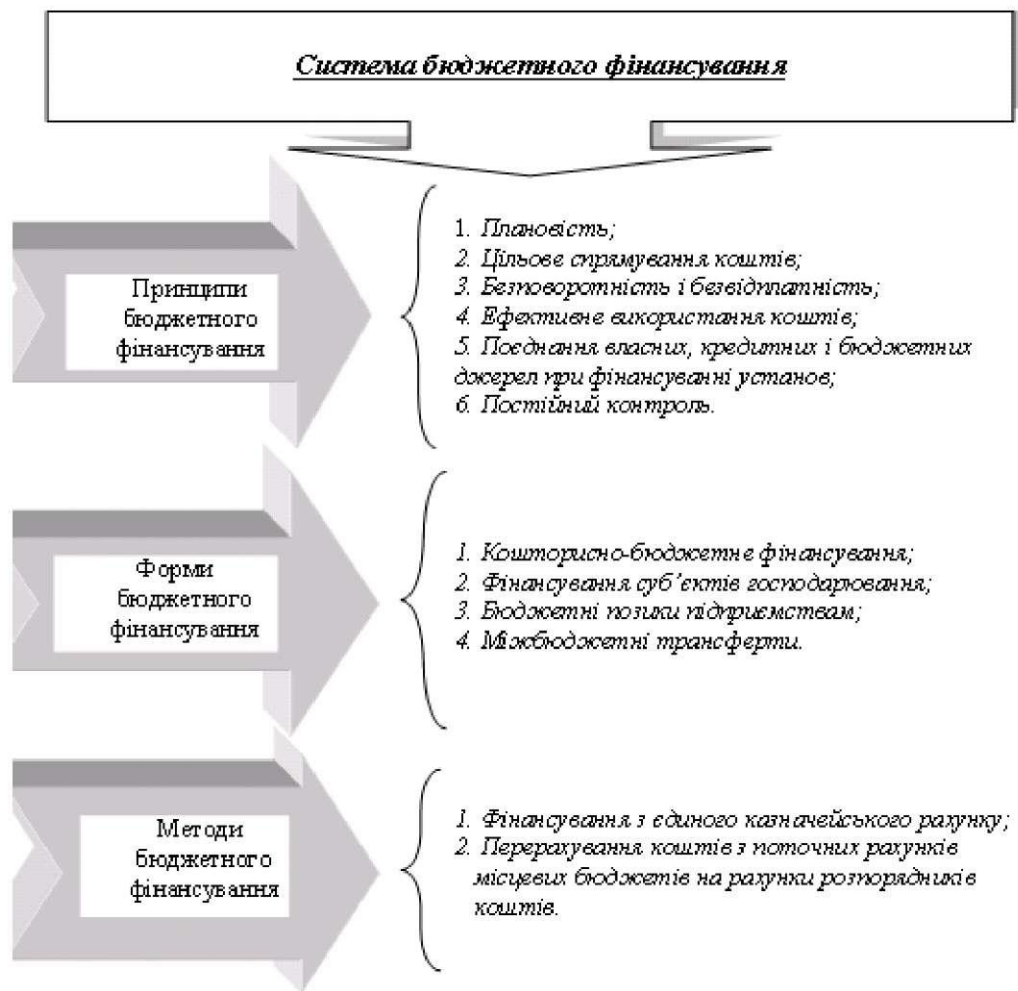 Система бюджетного фінансування
Принципи
бюджетного
фінансування
1. Плановість;
2. Цільове спрямування коштів;
3. Безповоротність і безвідплатність;
4. Ефективне використання коштів;
5. Поєднання власних, кредитних і бюджетних
джерел при фінансуванні установ;
6. Постійний контроль.
Форми
бюджетного
фінансування
1. Кошторисно-бюджетне фінансування;
2. Фінансування суб’єктів господарювання;
3. Бюджетні позики підприємствам;
4. Міжбюджетні трансферти.
Методи
бюджетного
фінансування
1. Фінансування з єдиного казначейського рахунку;
2. Перерахування коштів з поточних рахунків
місцевих бюджетів на рахунки розпорядників
коштів.